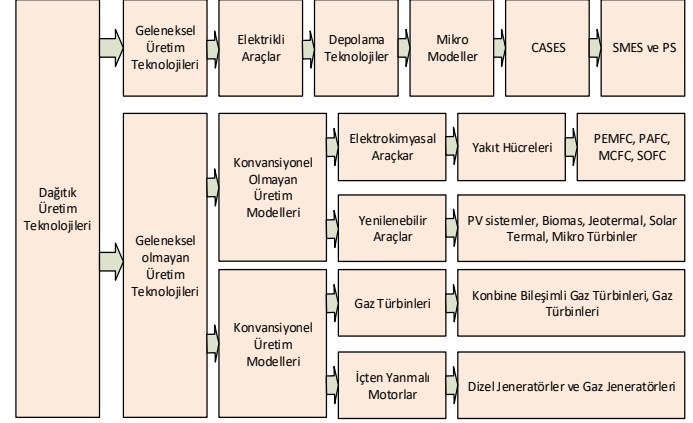 Dağıtık
Üretim
Teknolojileri
Geleneksel
Üretim
Teknolojileri
Elektrikli
Araçlar
Depolama
Teknolojiler
Mikro
Modeller
CASES
SMES ve PS
Geleneksel
olmayan
Üretim
Teknolojileri
Konvansiyonel
Olmayan
Üretim
Modelleri
Elektrokimyasal
Araçkar
Yakıt Hücreleri
PEMFC, PAFC,
MCFC, SOFC
Yenilenebilir
Araçlar
PV sistemler, Biomas, Jeotermal, Solar
Termal, Mikro Türbinler
Konvansiyonel
Üretim
Modelleri
Gaz Türbinleri
Konbine Bileşimli Gaz Türbinleri, Gaz
Türbinleri
İçten Yanmalı
Motorlar
Dizel Jeneratörler ve Gaz Jeneratörleri